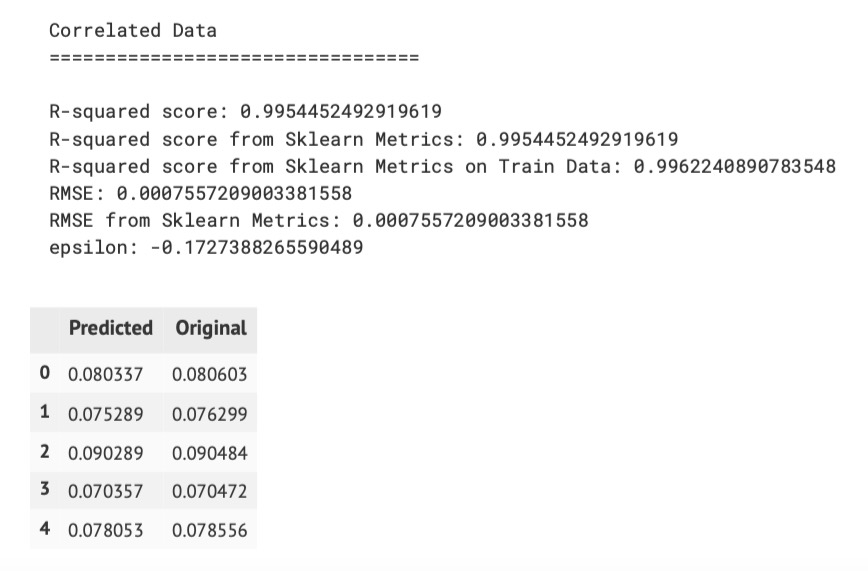 Correlated Data
=================================
R-squared score: 0.9954452492919619
R-squared score from Sklearn Metrics: 0.9954452492919619
R-squared score from Sklearn Metrics on Train Data: 0.9962240890783548
RMSE: 0.0007557209003381558
RMSE from Sklearn Metrics: 0.0007557209003381558
epsilon: -0.1727388265590489
Predicted Original
0 0.080337 0.080603
1 0.075289 0.076299
2 0.090289 0.090484
3 0.070357 0.070472
4 0.078053 0.078556